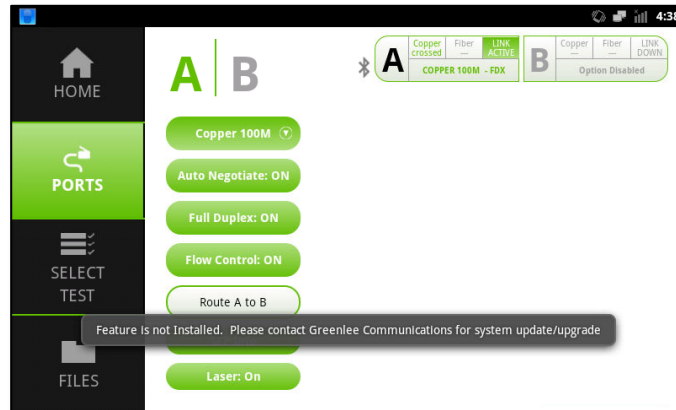 4:38
HOME
PORTS
SELECT
TEST
FILES
A B
Copper 100M
Auto Negotiate: ON
Full Duplex: ON
Flow Control: ON
Route A to B
Laser: On
A
Copper
crossed
Fiber
---
LINK
ACTIVE
COPPER 100M - FDX
B
Copper
---
Fiber
---
LINK
DOWN
Option Disabled
Feature is not Installed. Please contact Greenlee Communications for system update/upgrade